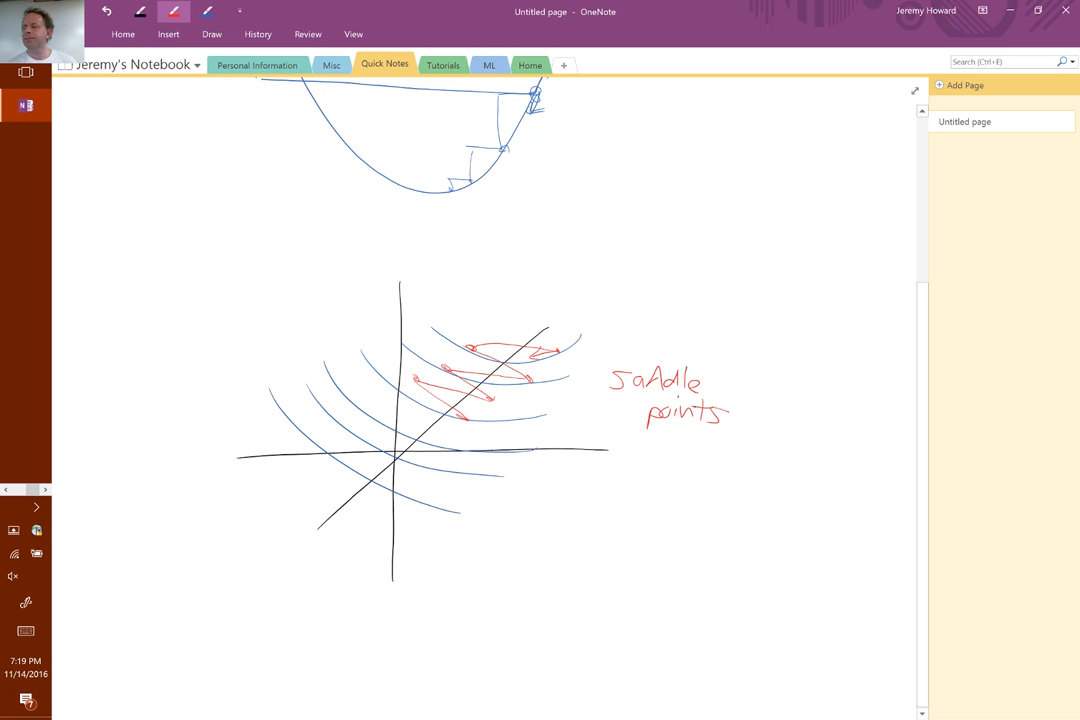 Untitled page - OneNote
Jeremy Howard
Home
Insert
Draw
History
Review
View
Jeremy's Notebook
Personal Information
Misc
Quick Notes
Tutorials
ML
Home
Search (Ctrl+E)
Add Page
Untitled page
saddle
points
7:19 PM
11/14/2016
7